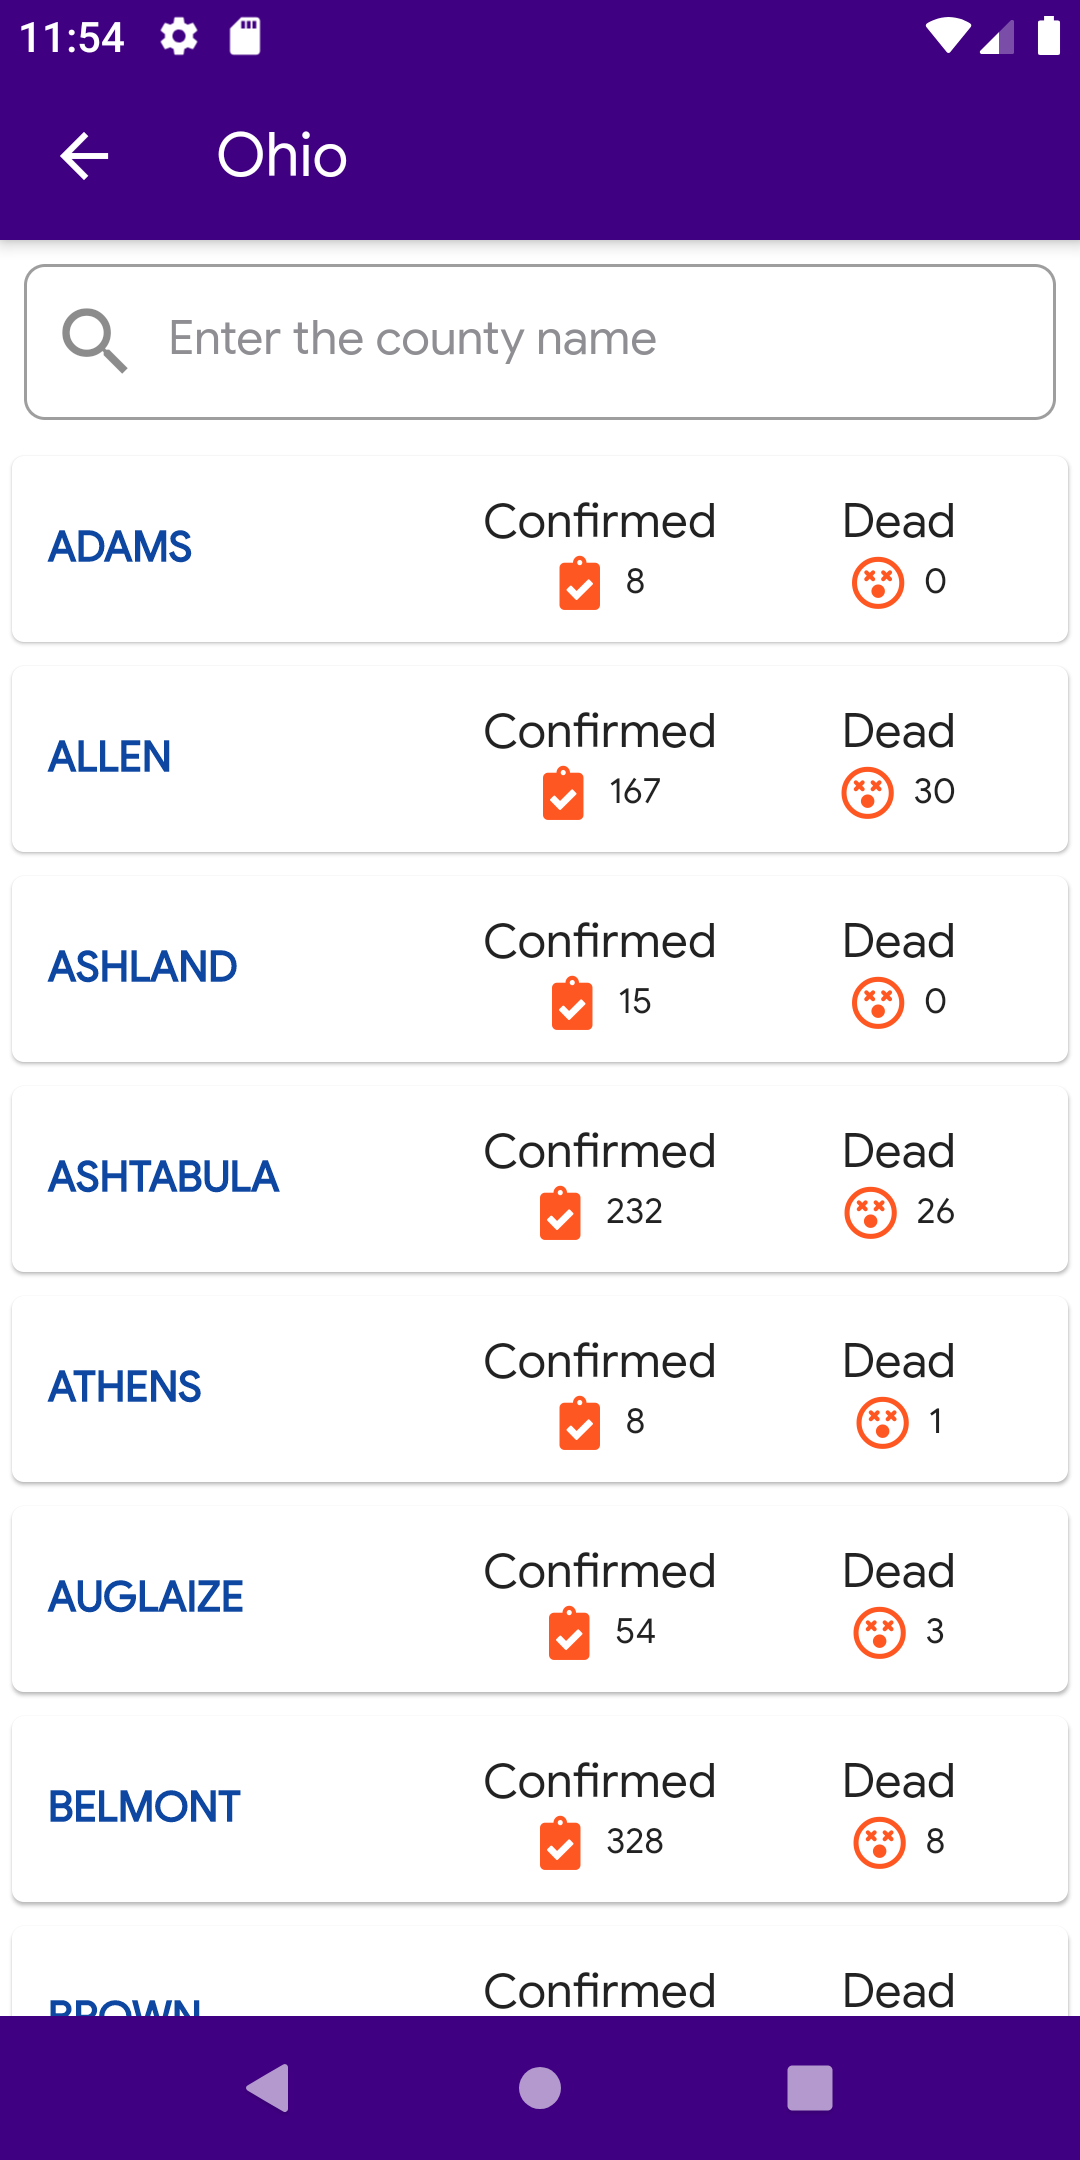 11:54
Ohio
Enter the county name
ADAMS
Confirmed
8
Dead
0
ALLEN
Confirmed
167
Dead
30
ASHLAND
Confirmed
15
Dead
0
ASHTABULA
Confirmed
232
Dead
26
ATHENS
Confirmed
8
Dead
1
AUGLAIZE
Confirmed
54
Dead
3
BELMONT
Confirmed
328
Dead
8
BROWN
Confirmed
Dead